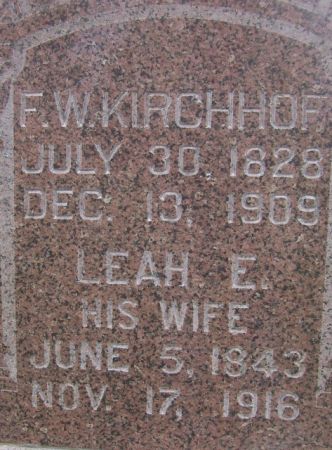 F.W.KIRCHHOF
JULY 30, 1828
DEC. 13, 1909
LEAH E.
HIS WIFE
JUNE 5, 1843
NOV. 17, 1916